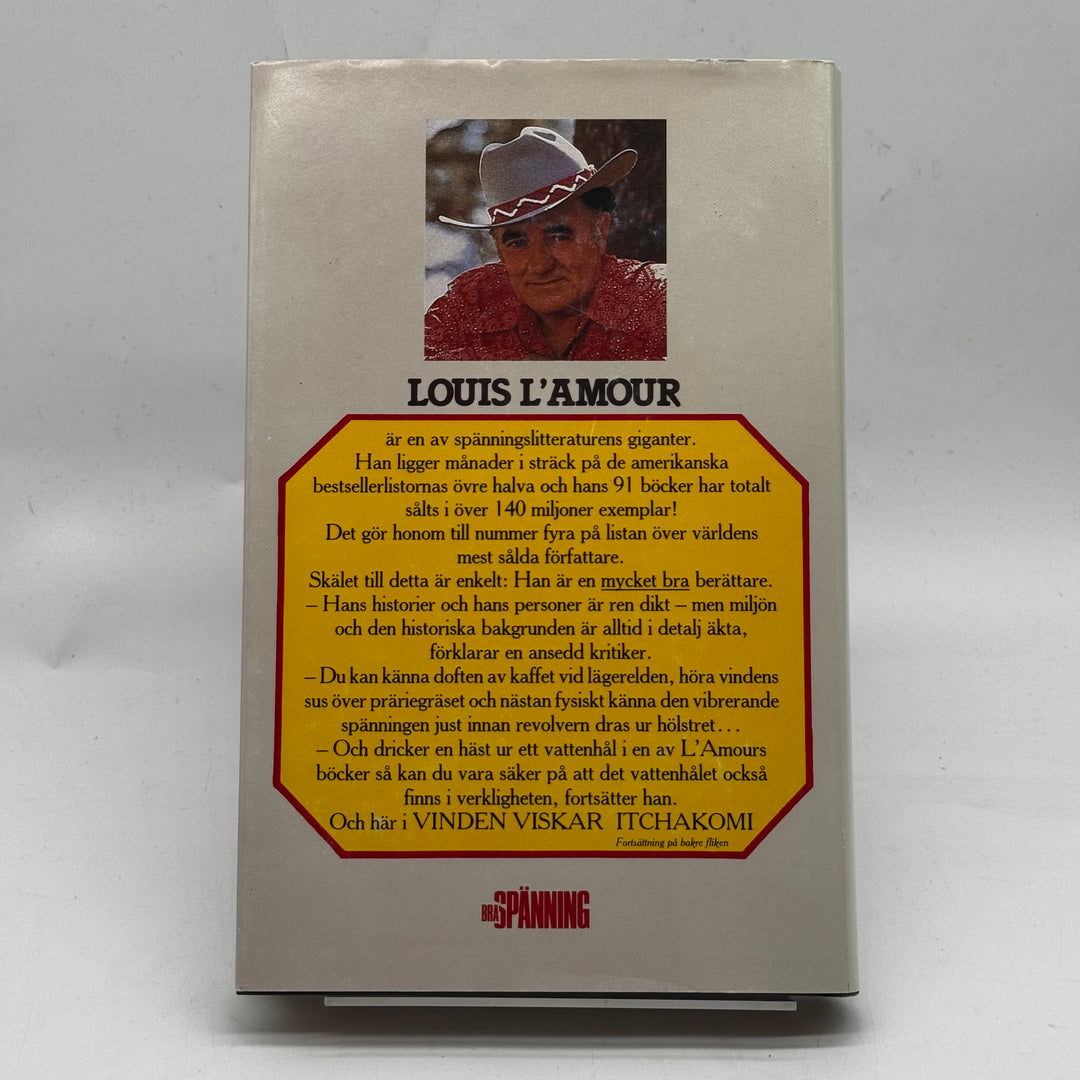 LOUIS L'AMOUR
är en av spänningslitteraturens giganter.
Han ligger månader i sträck på de amerikanska
bestsellerlistornas övre halva och hans 91 böcker har totalt
sålts i över 140 miljoner exemplar!
Det gör honom till nummer fyra på listan över världens
mest sålda författare.
Skälet till detta är enkelt: Han är en mycket bra berättare.
– Hans historier och hans personer är ren dikt – men miljön
och den historiska bakgrunden är alltid i detalj äkta,
förklarar en ansedd kritiker.
– Du kan känna doften av kaffet vid lägerelden, höra vindens
sus över präriegräset och nästan fysiskt känna den vibrerande
spänningen just innan revolvern dras ur hölstret...
– Och dricker en häst ur ett vattenhål i en av L'Amours
böcker så kan du vara säker på att det vattenhålet också
finns i verkligheten, fortsätter han.
Och här i VINDEN VISKAR ITCHAKOMI
Fortsättning på bakre fliken
BRA SPÄNNING